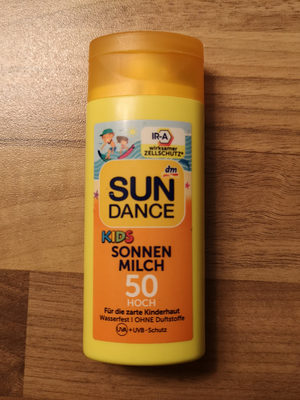 IR-A
wirksamer
ZELLSCHUTZ*
dm
SUN
DANCE
KIDS
SONNEN
MILCH
50
HOCH
Für die zarte Kinderhaut
Wasserfest | OHNE Duftstoffe
UVA + UVB - Schutz